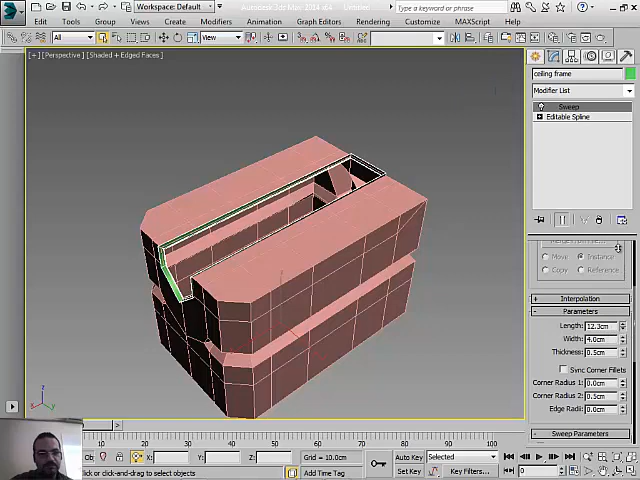 Workspace: Default
Autodesk 3ds Max 2014 x64 Untitled
Type a keyword or phrase
Edit Tools Group Views Create Modifiers Animation Graph Editors Rendering Customize MAXScript Help
All View
[+] [Perspective] [Shaded + Edged Faces]
ceiling frame
Modifier List
Sweep
Editable Spline
Move Instance
Copy Reference
+ Interpolation
- Parameters
Length: 12.3cm
Width: 4.0cm
Thickness: 0.5cm
Sync Corner Fillets
Corner Radius 1: 0.0cm
Corner Radius 2: 0.5cm
Edge Radii: 0.0cm
- Sweep Parameters
z
x y
10 20 30 40 50 60 70 80 90 100
X: Y: Z: Grid = 10.0cm
Auto Key Selected
click or click-and-drag to select objects
Add Time Tag
Set Key Key Filters...
0